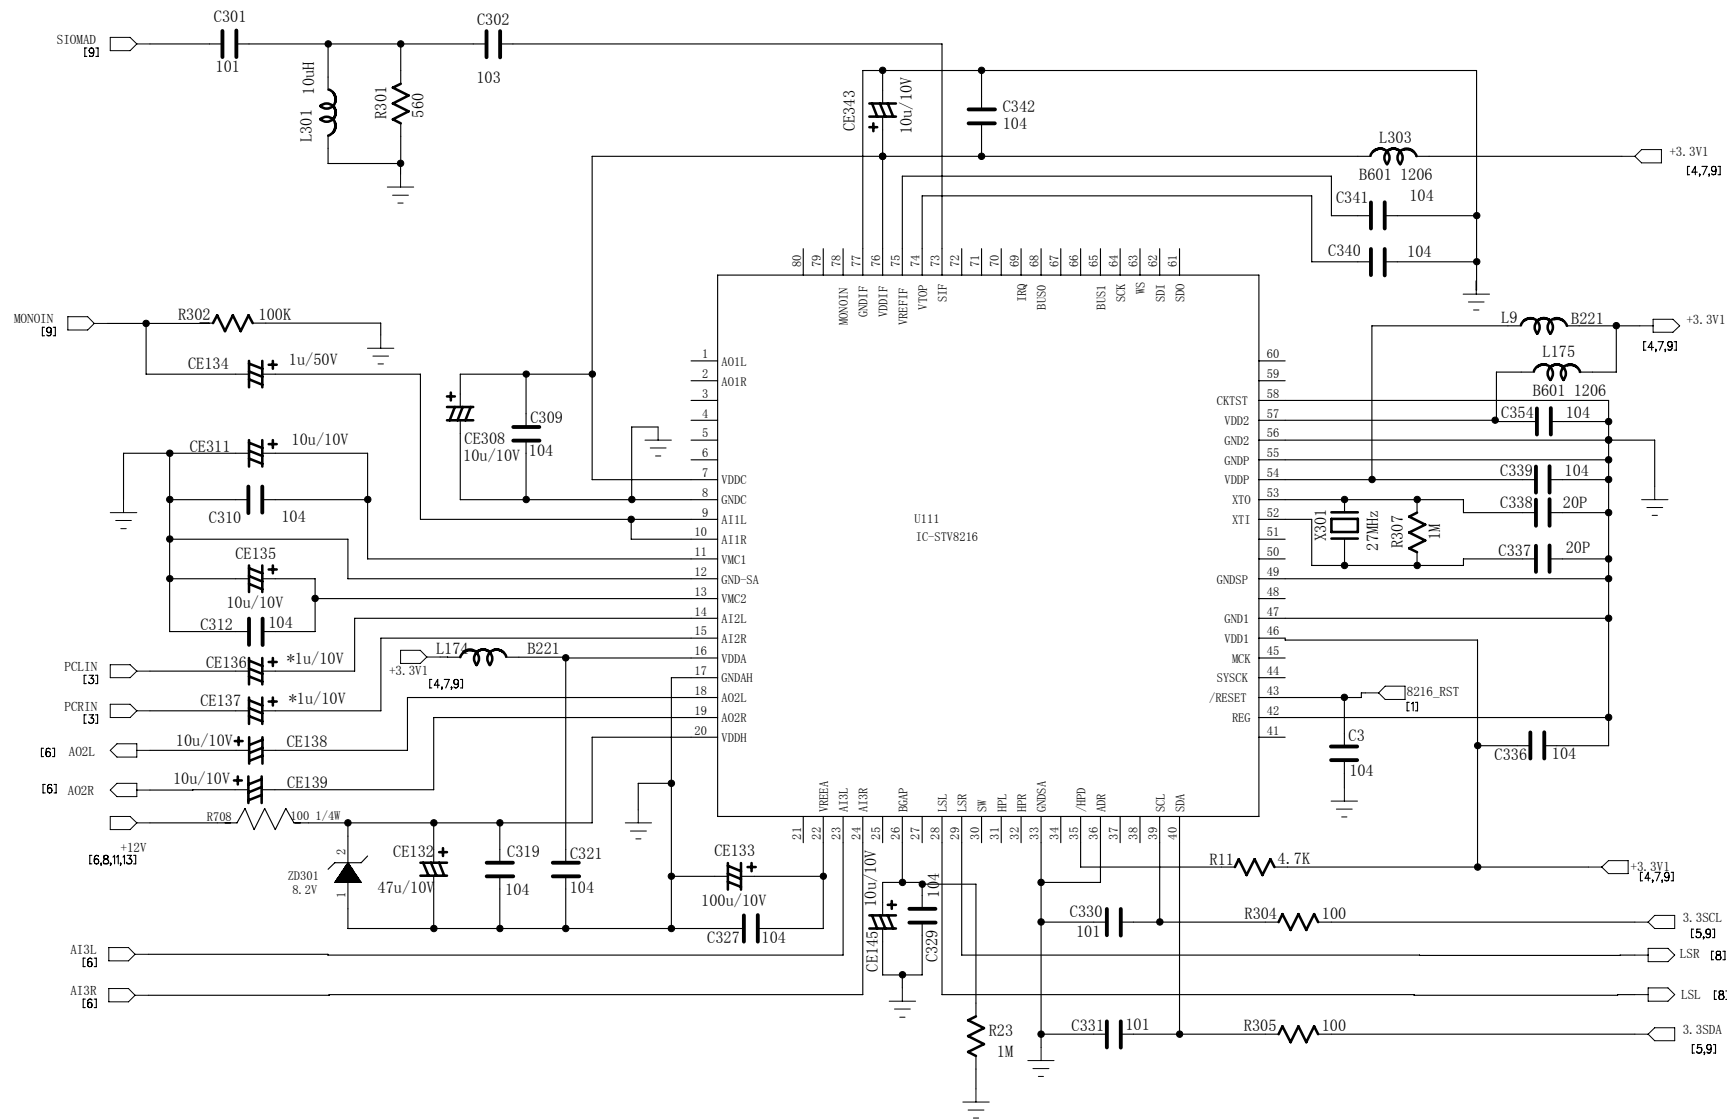 C301
C302
SIOMAD
[9]
101
103
L301 10uH
R301
560
CE343
10u/10V
C342
104
L303
B601 1206
+3.3V1
[4,7,9]
C341 104
C340 104
80 79 78 77 76 75 74 73 72 71 70 69 68 67 66 65 64 63 62 61
MONOIN GNDIF VDDIF VREFIF VTOP SIF IRQ BUS0 BUS1 SCK WS SDI SDO
MONOIN
[9]
R302 100K
CE134 1u/50V
L9 B221
+3.3V1
[4,7,9]
L175
B601 1206
C354 104
CE308
10u/10V
C309
104
CE311 10u/10V
C310 104
CE135
10u/10V
C312 104
PCLIN
[3]
CE136 *1u/10V
PCRIN
[3]
CE137 *1u/10V
[6] AO2L
10u/10V CE138
[6] AO2R
10u/10V CE139
L174 B221
+3.3V1
[4,7,9]
1 AO1L
2 AO1R
3
4
5
6
7 VDDC
8 GNDC
9 AI1L
10 AI1R
11 VMC1
12 GND-SA
13 VMC2
14 AI2L
15 AI2R
16 VDDA
17 GNDAH
18 AO2L
19 AO2R
20 VDDH
U111
IC-STV8216
60
59
CKTST 58
VDD2 57
GND2 56
GNDP 55
VDDP 54
XTO 53
XTI 52
51
50
GNDSP 49
48
GND1 47
VDD1 46
MCK 45
SYSCK 44
/RESET 43
REG 42
41
C339 104
C338 20P
X301
27MHz
R307
1M
C337 20P
8216_RST
[1]
C3
104
C336 104
VREEA AI3L AI3R BGAP LSL LSR SW HPL HPR GNDSA /HPD ADR SCL SDA
21 22 23 24 25 26 27 28 29 30 31 32 33 34 35 36 37 38 39 40
R708 100 1/4W
+12V
[6,8,11,13]
ZD301
8.2V
2
1
CE132
47u/10V
C319
104
C321
104
CE133
100u/10V
C327 104
CE145
10u/10V
C329
104
R11 4.7K
+3.3V1
[4,7,9]
C330
101
R304 100
3.3SCL
[5,9]
AI3L
[6]
LSR [8]
AI3R
[6]
LSL [8]
R23
1M
C331 101
R305 100
3.3SDA
[5,9]